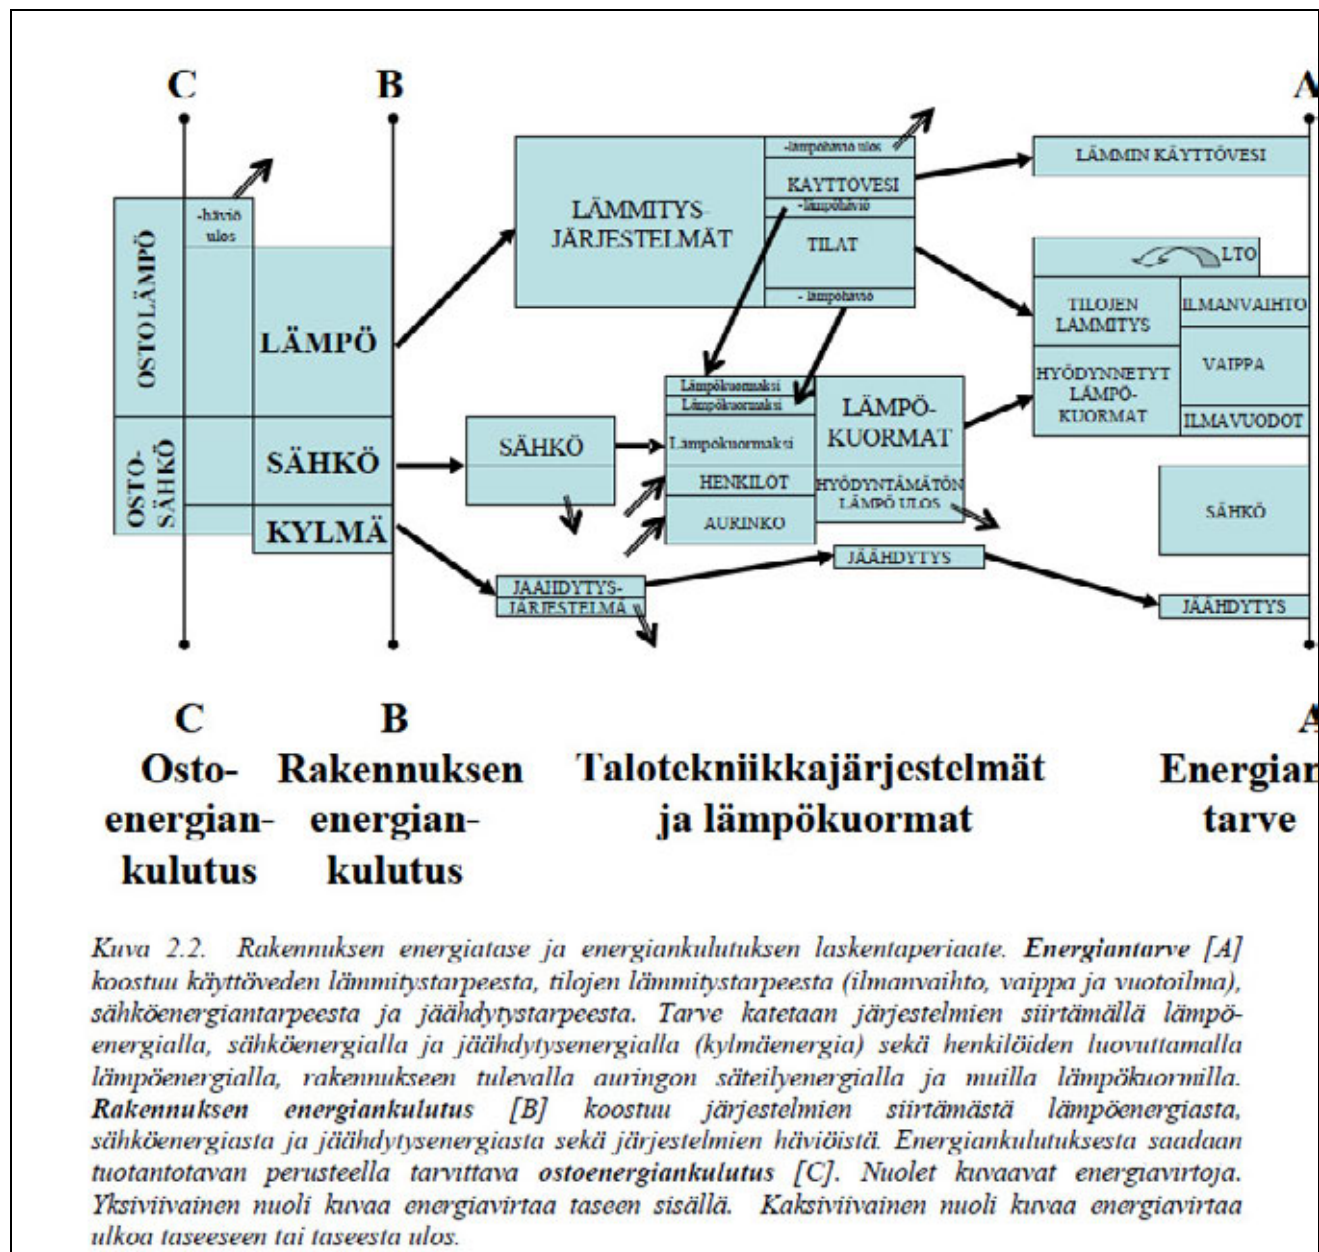 C
B
A
-häviö
ulos
OSTOLÄMPÖ
OSTO-
SÄHKÖ
LÄMPÖ
SÄHKÖ
KYLMÄ
LÄMMITYS-
JÄRJESTELMÄT
-lämpöhäviö ulos
KÄYTTÖVESI
-lämpöhäviö
TILAT
- lämpöhäviö
SÄHKÖ
Lämpökuormaksi
Lämpökuormaksi
Lämpökuormaksi
HENKILÖT
AURINKO
LÄMPÖ-
KUORMAT
HYÖDYNTÄMÄTÖN
LÄMPÖ ULOS
JÄÄHDYTYS-
JÄRJESTELMÄ
JÄÄHDYTYS
LÄMMIN KÄYTTÖVESI
LTO
TILOJEN
LÄMMITYS
ILMANVAIHTO
HYÖDYNNETYT
LÄMPÖ-
KUORMAT
VAIPPA
ILMAVUODOT
SÄHKÖ
JÄÄHDYTYS
C
B
A
Osto-
energian-
kulutus
Rakennuksen
energian-
kulutus
Talotekniikkajärjestelmät
ja lämpökuormat
Energian
tarve
Kuva 2.2. Rakennuksen energiatase ja energiankulutuksen laskentaperiaate. Energiantarve [A]
koostuu käyttöveden lämmitystarpeesta, tilojen lämmitystarpeesta (ilmanvaihto, vaippa ja vuotoilma),
sähköenergiantarpeesta ja jäähdytystarpeesta. Tarve katetaan järjestelmien siirtämällä lämpö-
energialla, sähköenergialla ja jäähdytysenergialla (kylmäenergia) sekä henkilöiden luovuttamalla
lämpöenergialla, rakennukseen tulevalla auringon säteilyenergialla ja muilla lämpökuormilla.
Rakennuksen energiankulutus [B] koostuu järjestelmien siirtämästä lämpöenergiasta,
sähköenergiasta ja jäähdytysenergiasta sekä järjestelmien häviöistä. Energiankulutuksesta saadaan
tuotantotavan perusteella tarvittava ostoenergiankulutus [C]. Nuolet kuvaavat energiavirtoja.
Yksiviivainen nuoli kuvaa energiavirtaa taseen sisällä. Kaksiviivainen nuoli kuvaa energiavirtaa
ulkoa taseeseen tai taseesta ulos.